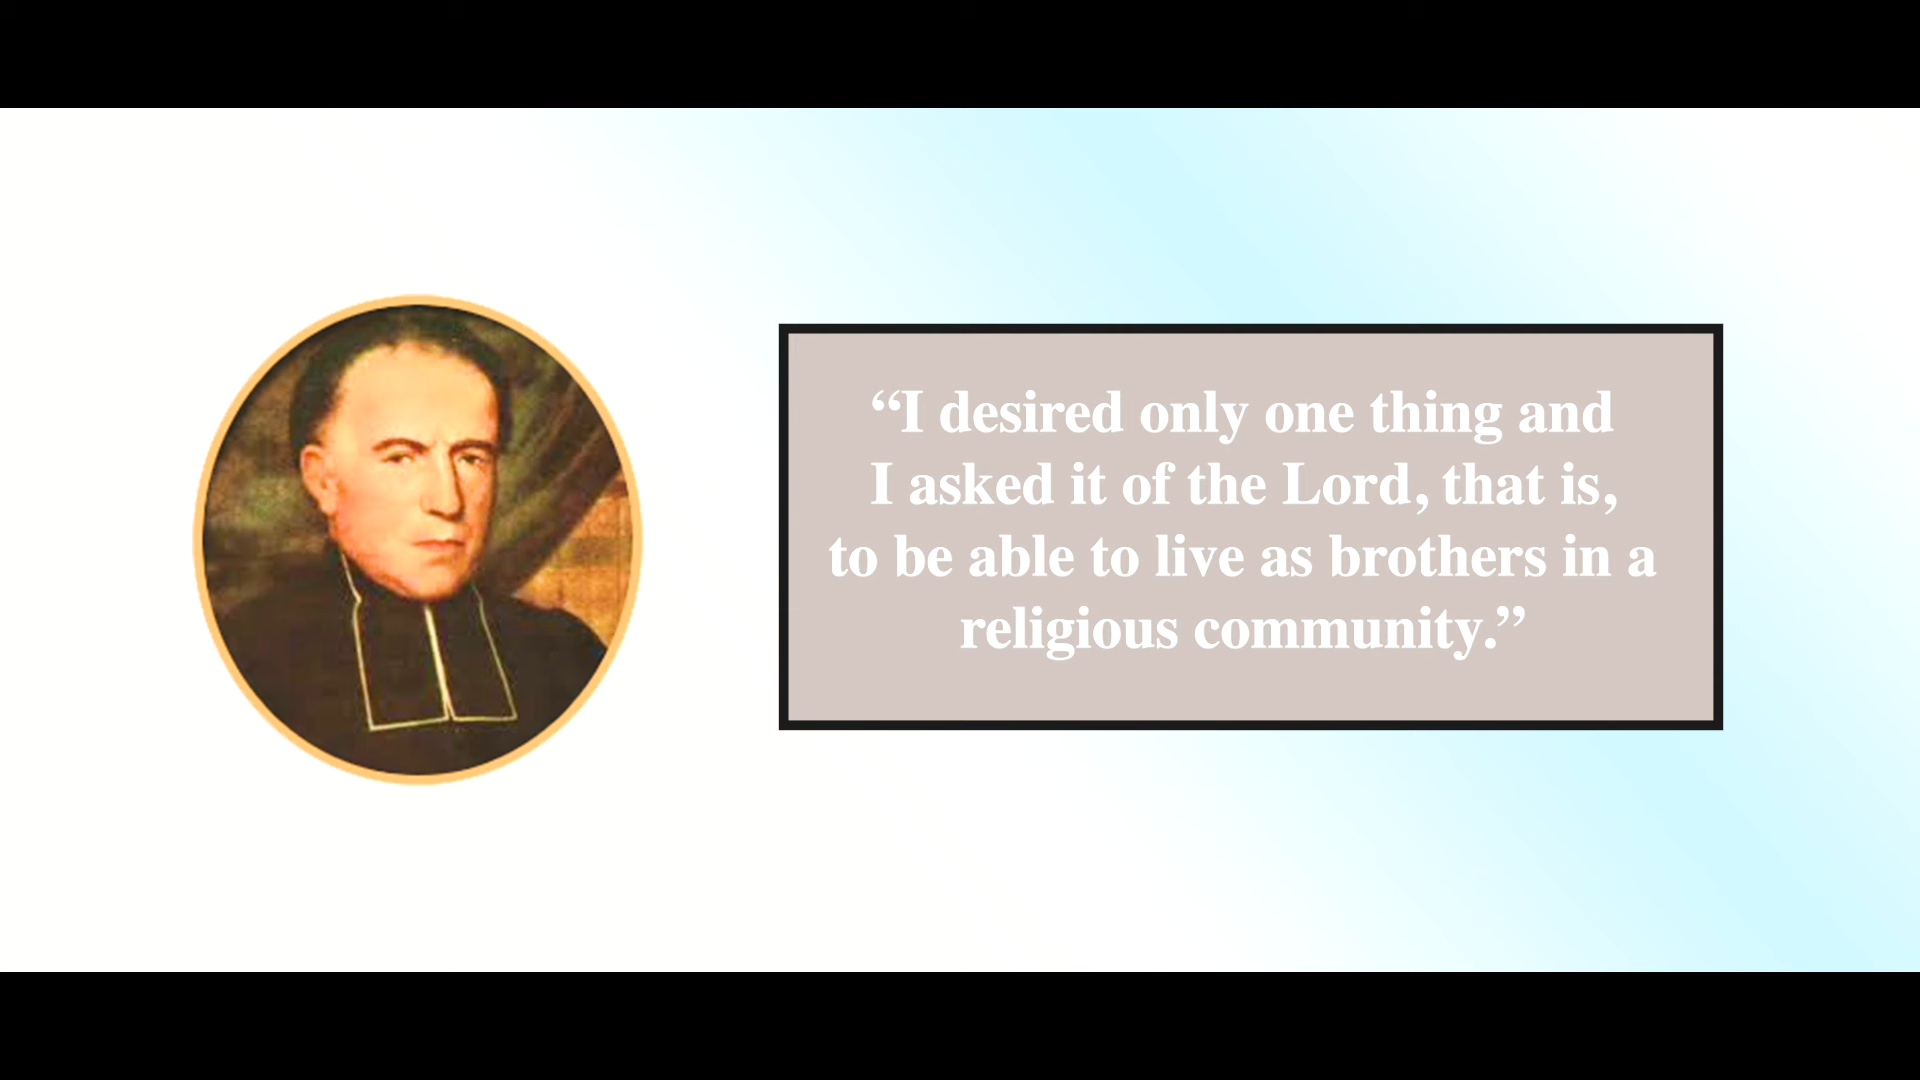 “I desired only one thing and
I asked it of the Lord, that is,
to be able to live as brothers in a
religious community.”